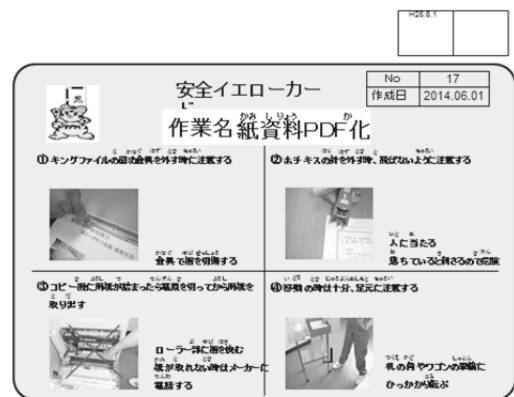 H26.6.1
安全イエローカー
No 17
作成日 2014.06.01
作業名 紙資料PDF化
① キングファイルの
金具を外す時に注意する
② ホチキスの針を外す時、飛ばないように注意する
金具で指を切創する
人に当たる
落ちていると刺さるので危険
③ コピー機に用紙が詰まったら電源を切ってから用紙を
取り出す
④ 移動の時は十分、足元に注意する
ローラー部に指を挟む
紙が取れない時はメーカーに
電話する
机の角やワゴンの車輪に
ひっかかり転ぶ